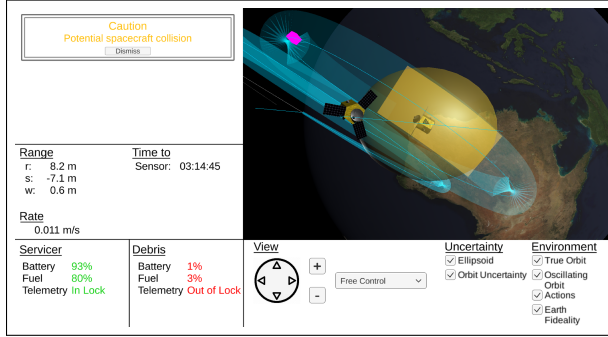 Caution
Potential spacecraft collision
Dismiss
Range
r: 8.2 m
s: -7.1 m
w: 0.6 m
Time to
Sensor: 03:14:45
Rate
0.011 m/s
Servicer
Battery 93%
Fuel 80%
Telemetry In Lock
Debris
Battery 1%
Fuel 3%
Telemetry Out of Lock
View
+
-
Free Control
Uncertainty
Ellipsoid
Orbit Uncertainty
Environment
True Orbit
Oscillating
Orbit
Actions
Earth
Fideality